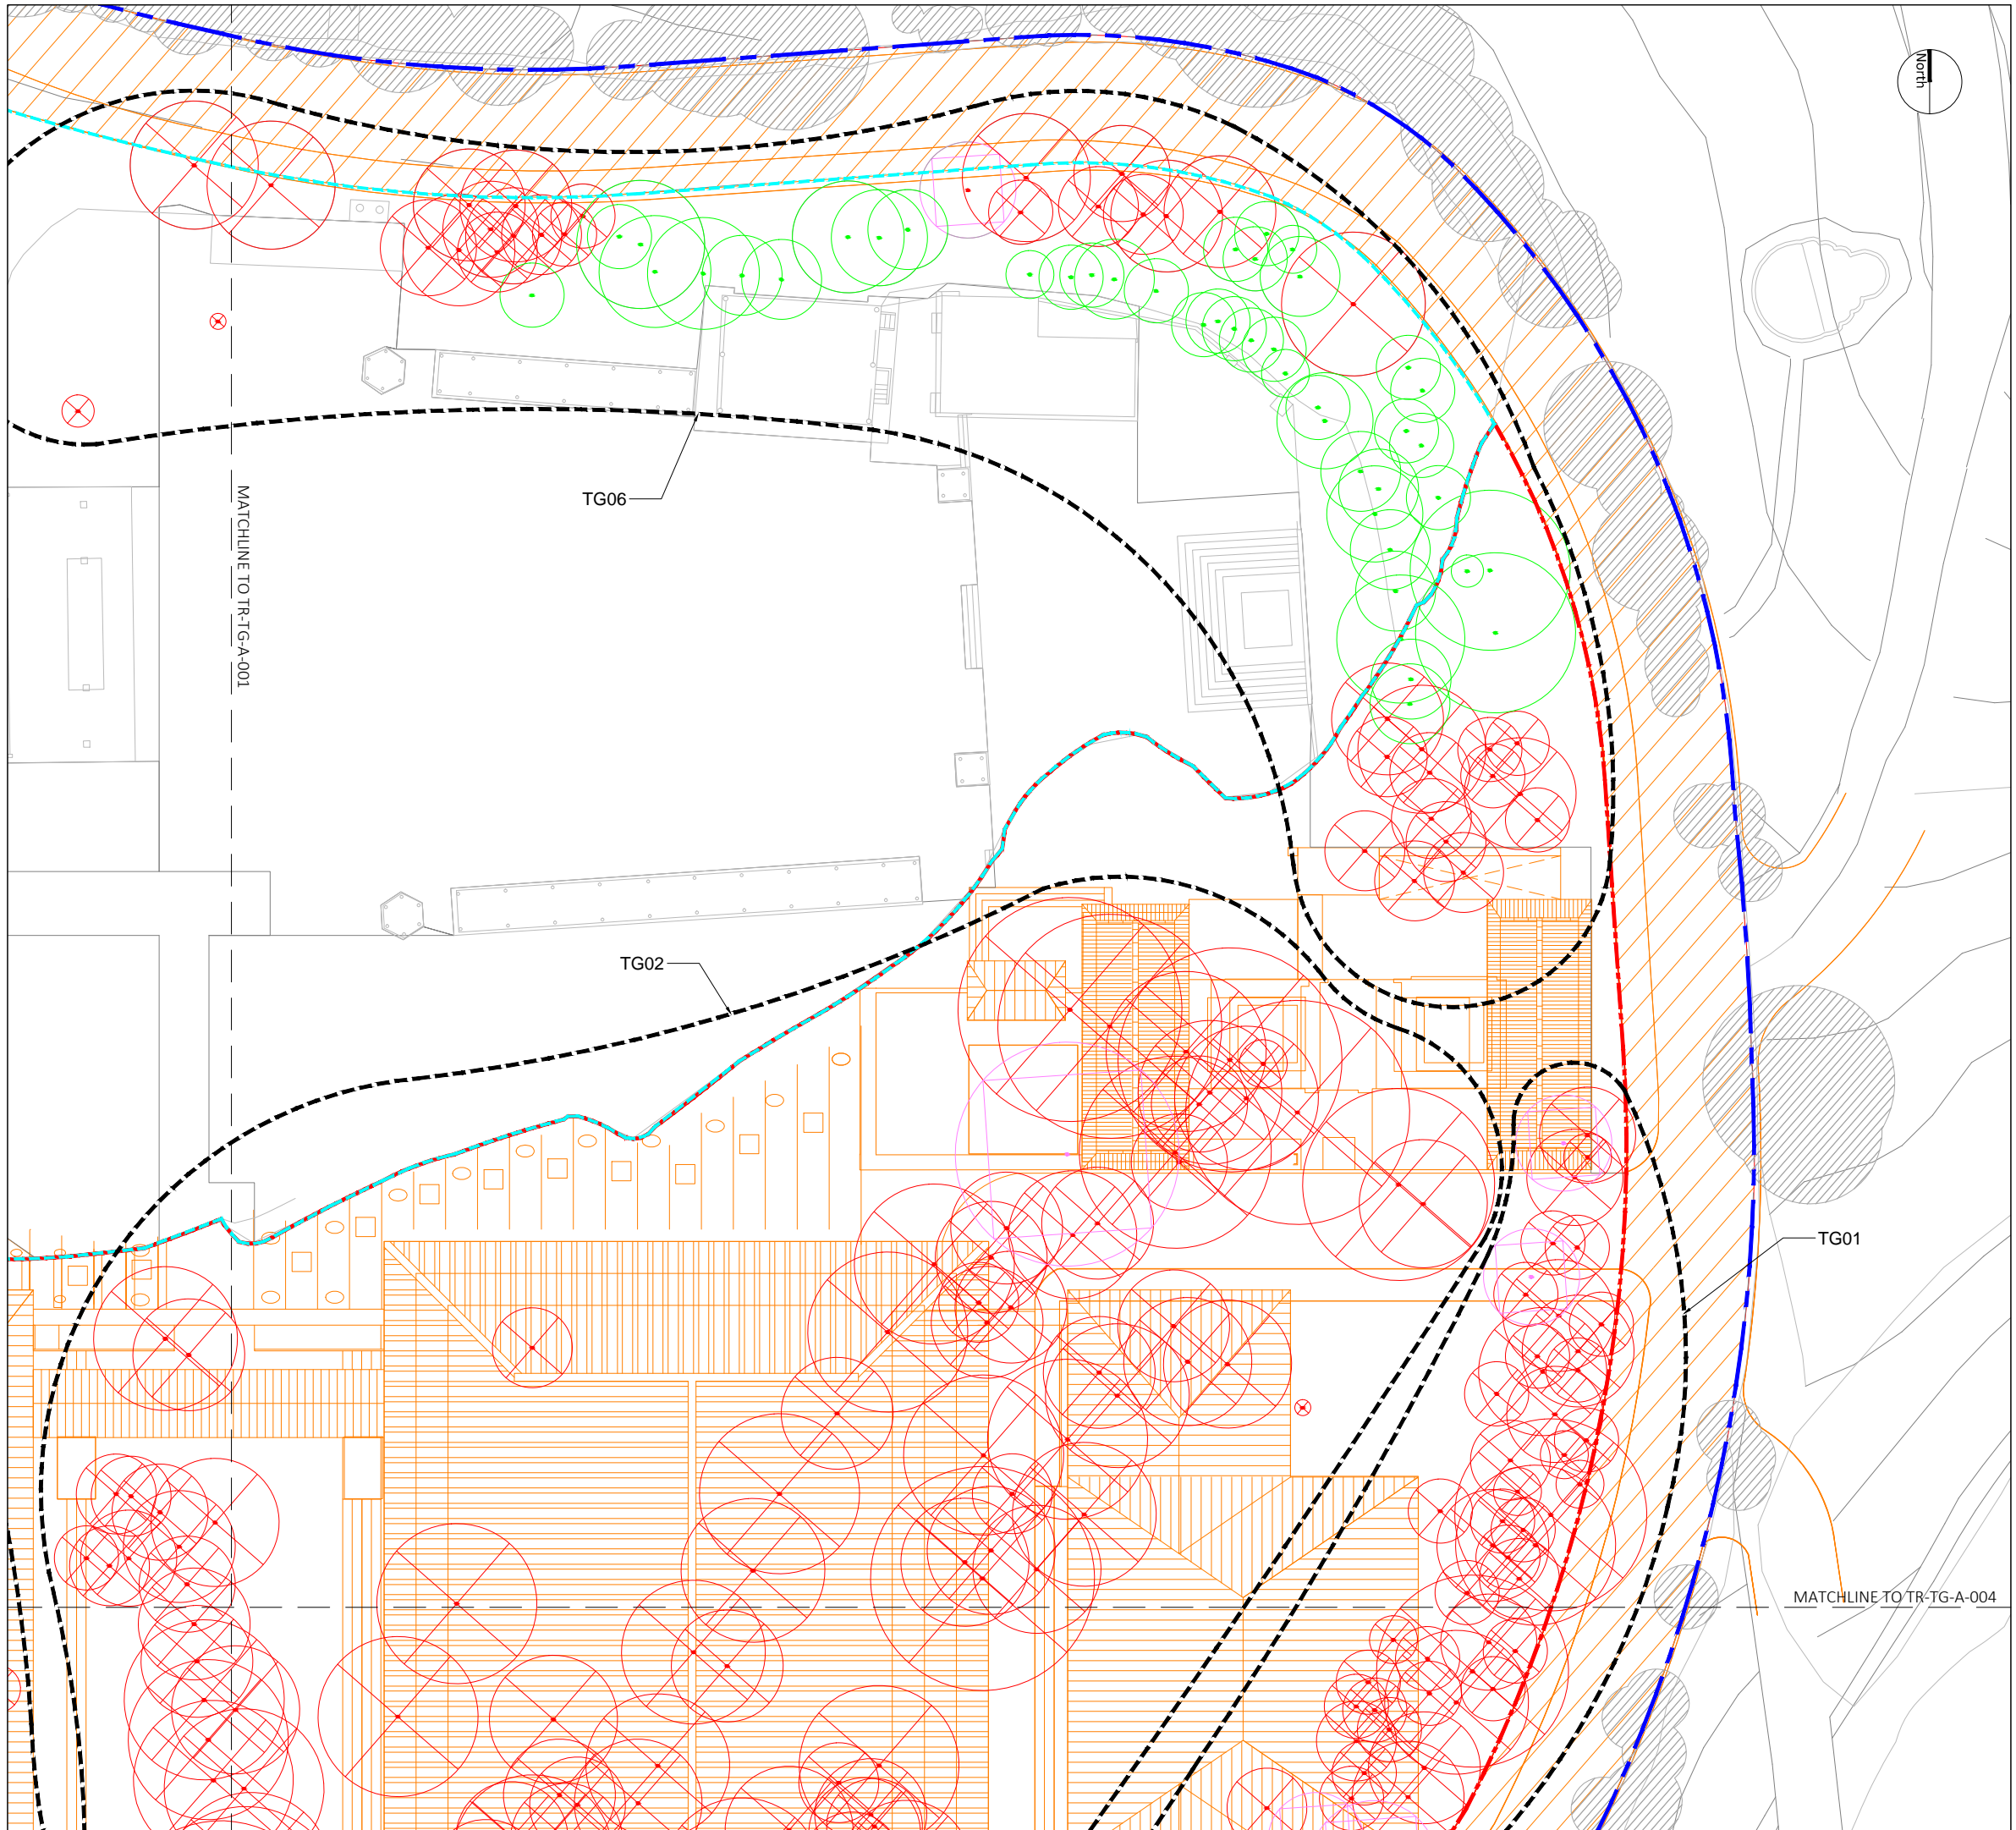 North
MATCHLINE TO TR-TG-A-001
TG06
TG02
TG01
MATCHLINE TO TR-TG-A-004